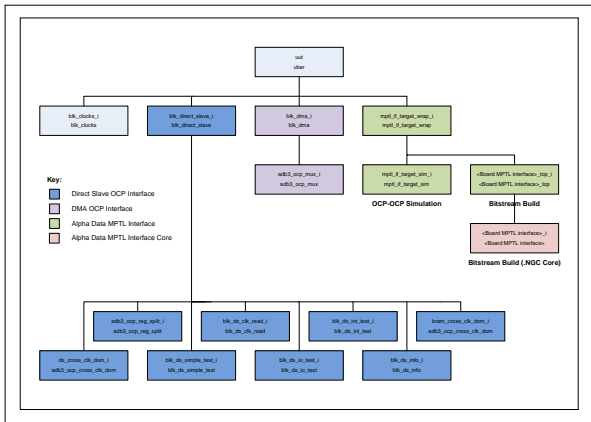 uut
uber
blk_clocks_i
blk_clocks
blk_direct_slave_i
blk_direct_slave
blk_dma_i
blk_dma
mptl_if_target_wrap_i
mptl_if_target_wrap
adb3_ocp_mux_i
adb3_ocp_mux
mptl_if_target_sim_i
mptl_if_target_sim
<Board MPTL interface>_top_i
<Board MPTL interface>_top
OCP-OCP Simulation
Bitstream Build
<Board MPTL interface>_i
<Board MPTL interface>
Bitstream Build (.NGC Core)
Key:
Direct Slave OCP Interface
DMA OCP Interface
Alpha Data MPTL Interface
Alpha Data MPTL Interface Core
adb3_ocp_reg_split_i
adb3_ocp_reg_split
blk_ds_clk_read_i
blk_ds_clk_read
blk_ds_int_test_i
blk_ds_int_test
bram_cross_clk_dom_i
adb3_ocp_cross_clk_dom
ds_cross_clk_dom_i
adb3_ocp_cross_clk_dom
blk_ds_simple_test_i
blk_ds_simple_test
blk_ds_io_test_i
blk_ds_io_test
blk_ds_info_i
blk_ds_info